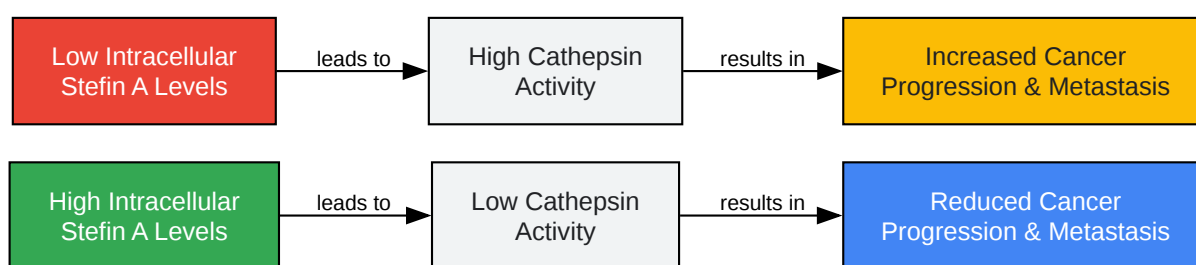 Low Intracellular
Stefin A Levels
leads to
High Cathepsin
Activity
results in
Increased Cancer
Progression & Metastasis
High Intracellular
Stefin A Levels
leads to
Low Cathepsin
Activity
results in
Reduced Cancer
Progression & Metastasis